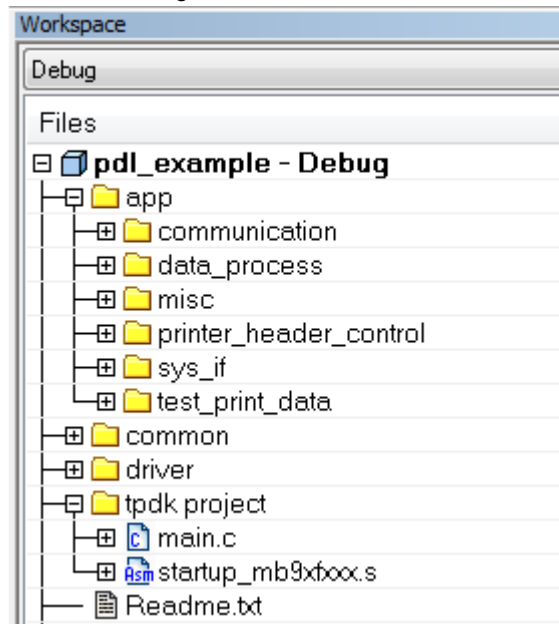 Workspace
Debug
Files
pdl_example - Debug
app
communication
data_process
misc
printer_header_control
sys_if
test_print_data
common
driver
tpdk project
c main.c
Asm startup_mb9xfxxx.s
Readme.txt